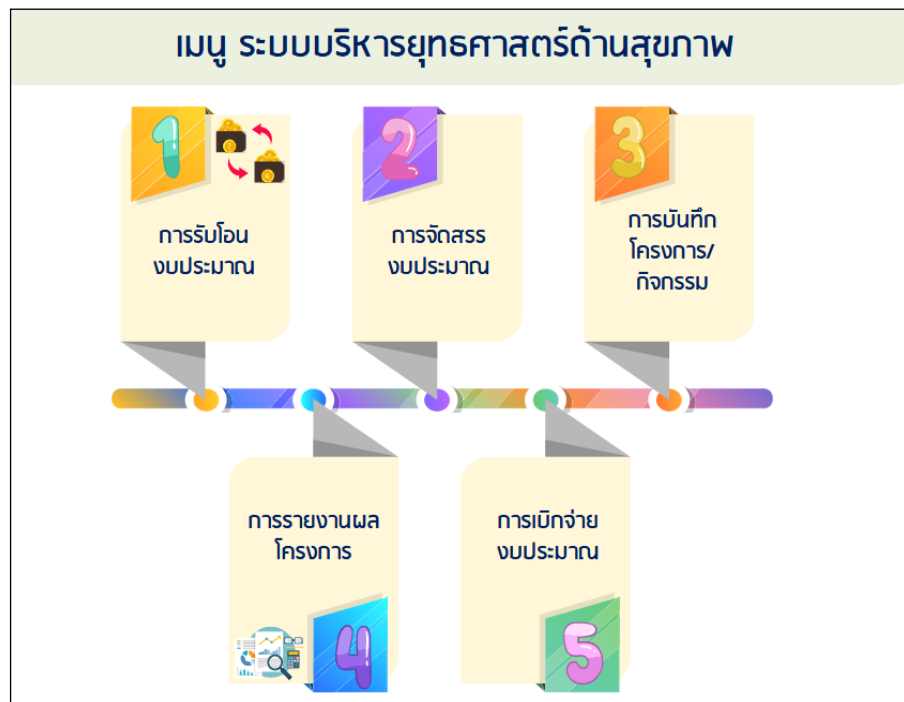 เมนู ระบบบริหารยุทธศาสตร์ด้านสุขภาพ
1
การรับโอน
งบประมาณ
2
การจัดสรร
งบประมาณ
3
การบันทึก
โครงการ/
กิจกรรม
การรายงานผล
โครงการ
4
การเบิกจ่าย
งบประมาณ
5